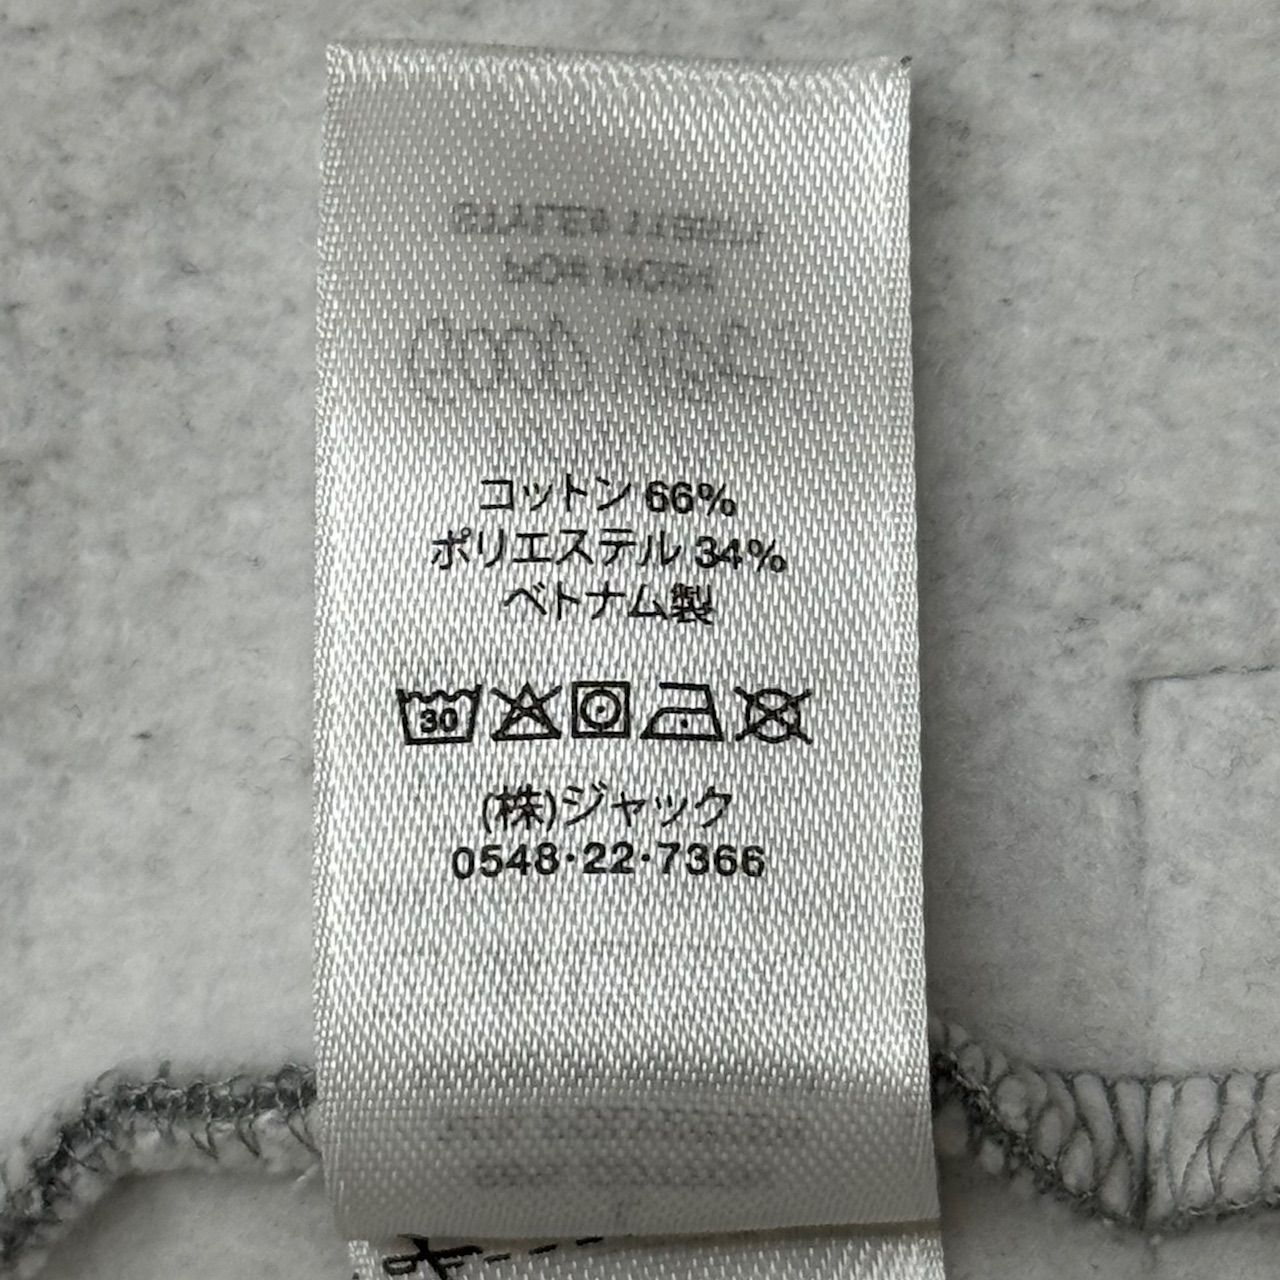 コットン 66%
ポリエステル 34%
ベトナム製
30
(株)ジャック
0548·22·7366